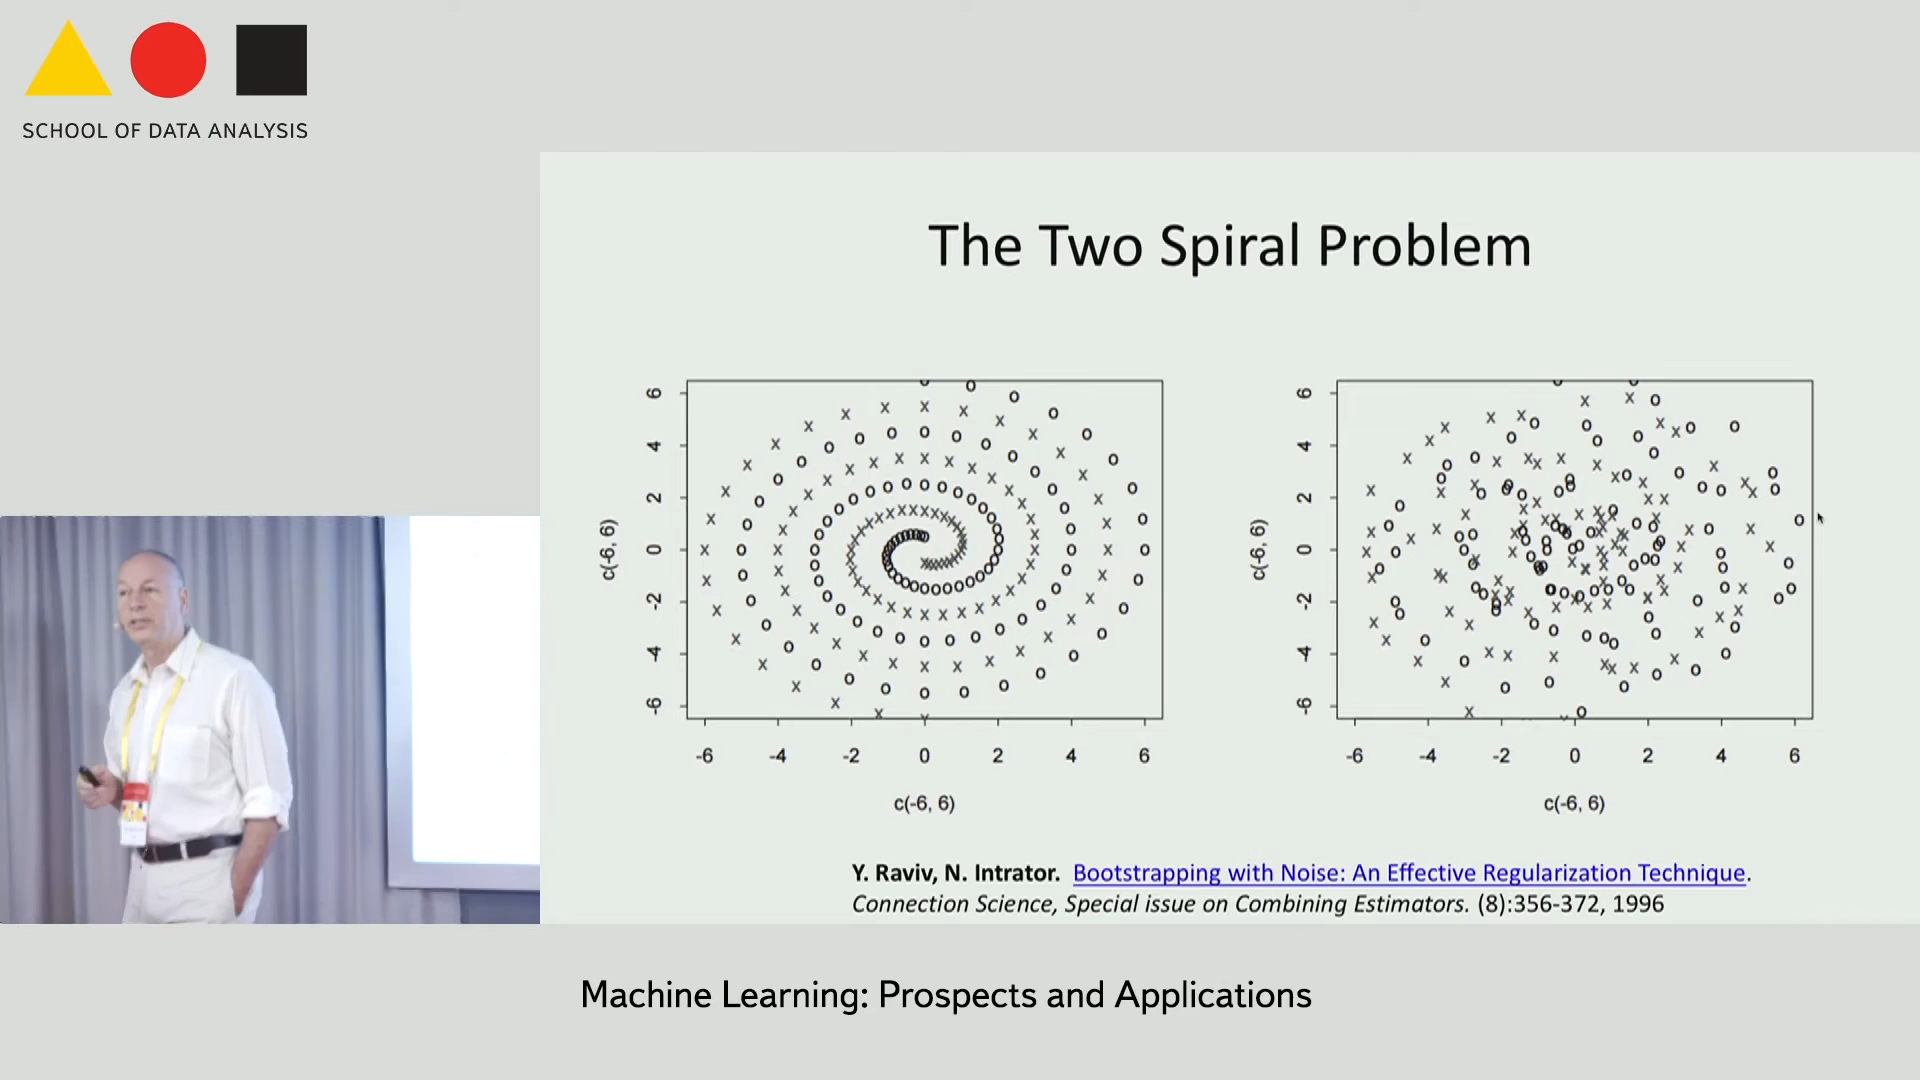 SCHOOL OF DATA ANALYSIS
The Two Spiral Problem
6
4
2
0
-2
-4
-6
c(-6, 6)
-6 -4 -2 0 2 4 6
c(-6, 6)
6
4
2
0
-2
-4
-6
c(-6, 6)
-6 -4 -2 0 2 4 6
c(-6, 6)
Y. Raviv, N. Intrator. Bootstrapping with Noise: An Effective Regularization Technique.
Connection Science, Special issue on Combining Estimators. (8):356-372, 1996
Machine Learning: Prospects and Applications